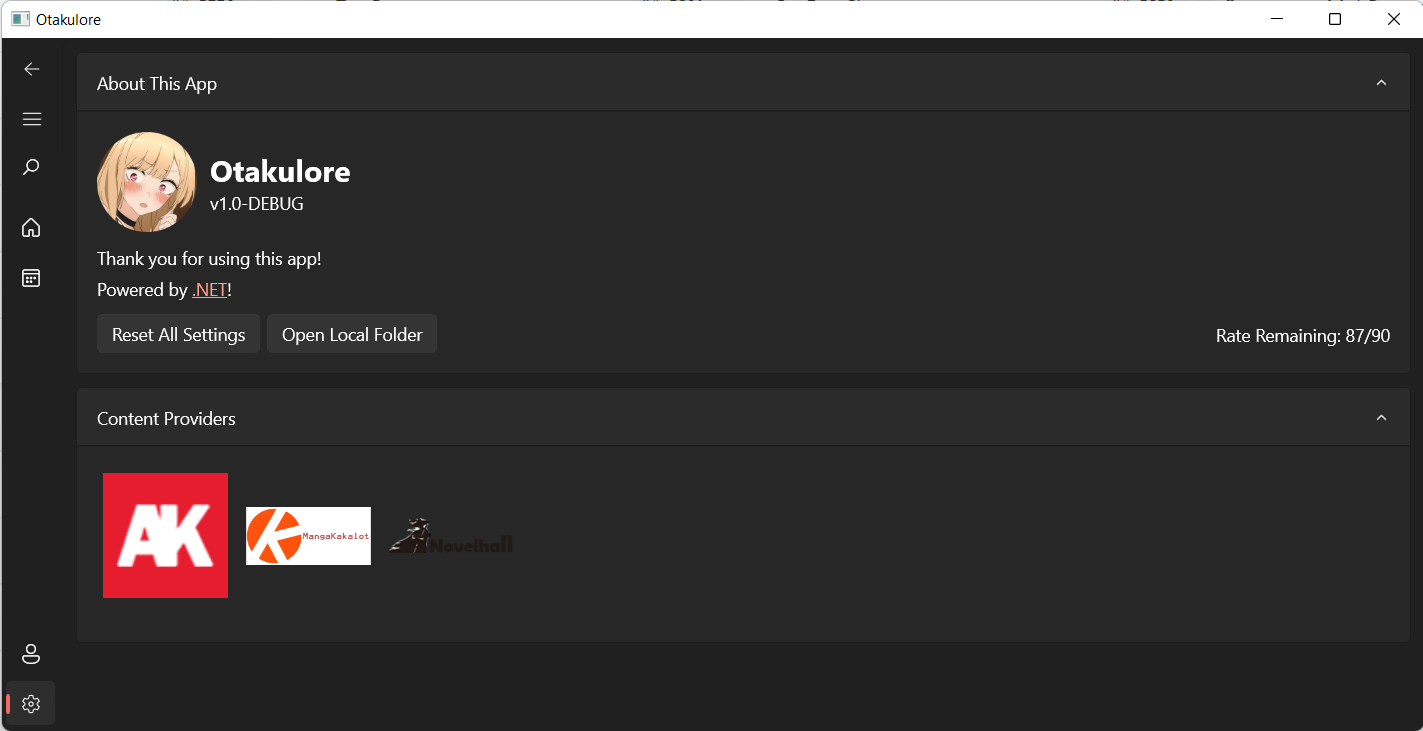 Otakulore
About This App
Otakulore
v1.0-DEBUG
Thank you for using this app!
Powered by .NET!
Reset All Settings
Open Local Folder
Rate Remaining: 87/90
Content Providers
AK
MangaKakalot
Novelhall